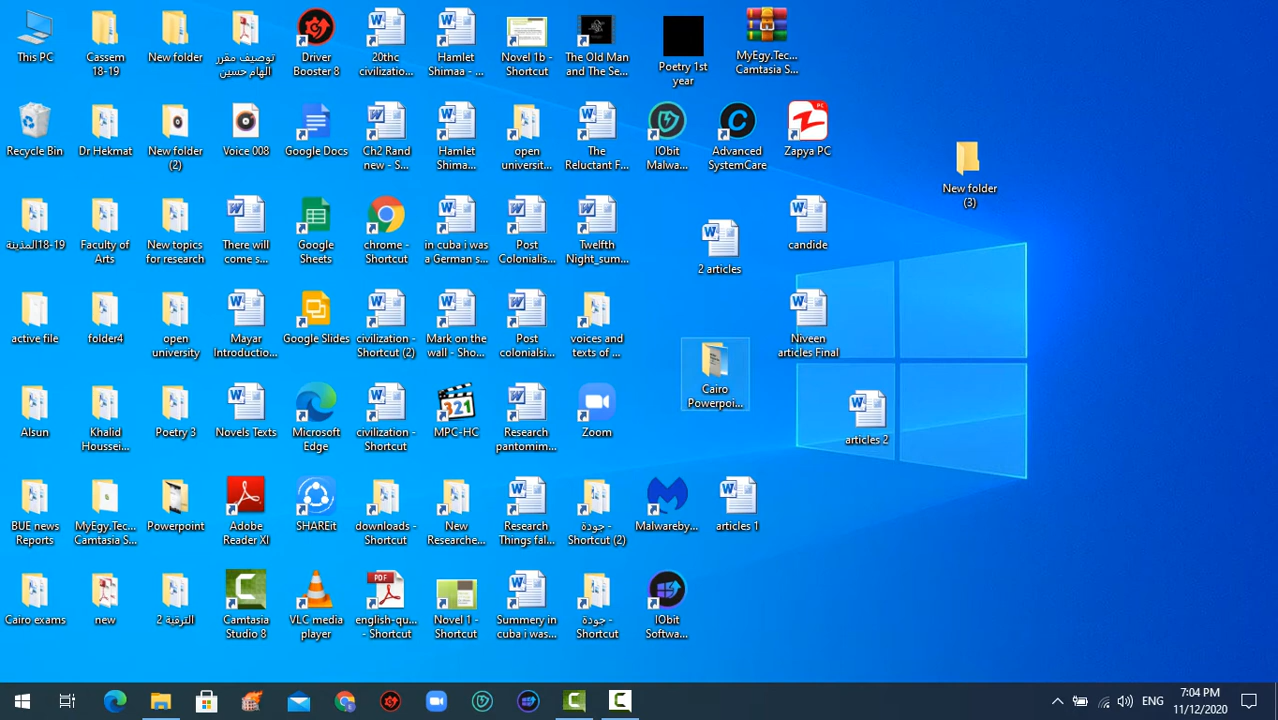 This PC
Cassem
18-19
New folder
توصيف مقرر
الهام حسين
Driver
Booster 8
20thc
civilizatio...
Hamlet
Shimaa - ...
Novel 1b -
Shortcut
The Old Man
and The Se...
Poetry 1st
year
MyEgy.Tec...
Camtasia S...
Recycle Bin
Dr Hekmat
New folder
(2)
Voice 008
Google Docs
Ch2 Rand
new - S...
Hamlet
Shima...
open
universit...
The
Reluctant F...
IObit
Malwa...
Advanced
SystemCare
Zapya PC
New folder
(3)
18-19المدينة
Faculty of
Arts
New topics
for research
There will
come s...
Google
Sheets
chrome -
Shortcut
in cuba i was
a German s...
Post
Colonialis...
Twelfth
Night_sum...
2 articles
candide
active file
folder4
open
university
Mayar
Introductio...
Google Slides
civilization -
Shortcut (2)
Mark on the
wall - Sho...
Post
colonialsi...
voices and
texts of ...
Cairo
Powerpoi...
Niveen
articles Final
Alsun
Khalid
Houssei...
Poetry 3
Novels Texts
Microsoft
Edge
civilization -
Shortcut
321
MPC-HC
Research
pantomim...
Zoom
articles 2
BUE news
Reports
MyEgy.Tec...
Camtasia S...
Powerpoint
Adobe
Reader XI
SHAREit
downloads -
Shortcut
New
Researche...
Research
Things fal...
جودة -
Shortcut (2)
Malwareby...
articles 1
Cairo exams
new
الترقية 2
Camtasia
Studio 8
VLC media
player
PDF
english-qu...
- Shortcut
Novel 1 -
Shortcut
Summery in
cuba i was...
جودة -
Shortcut
IObit
Softwa...
ENG
7:04 PM
11/12/2020